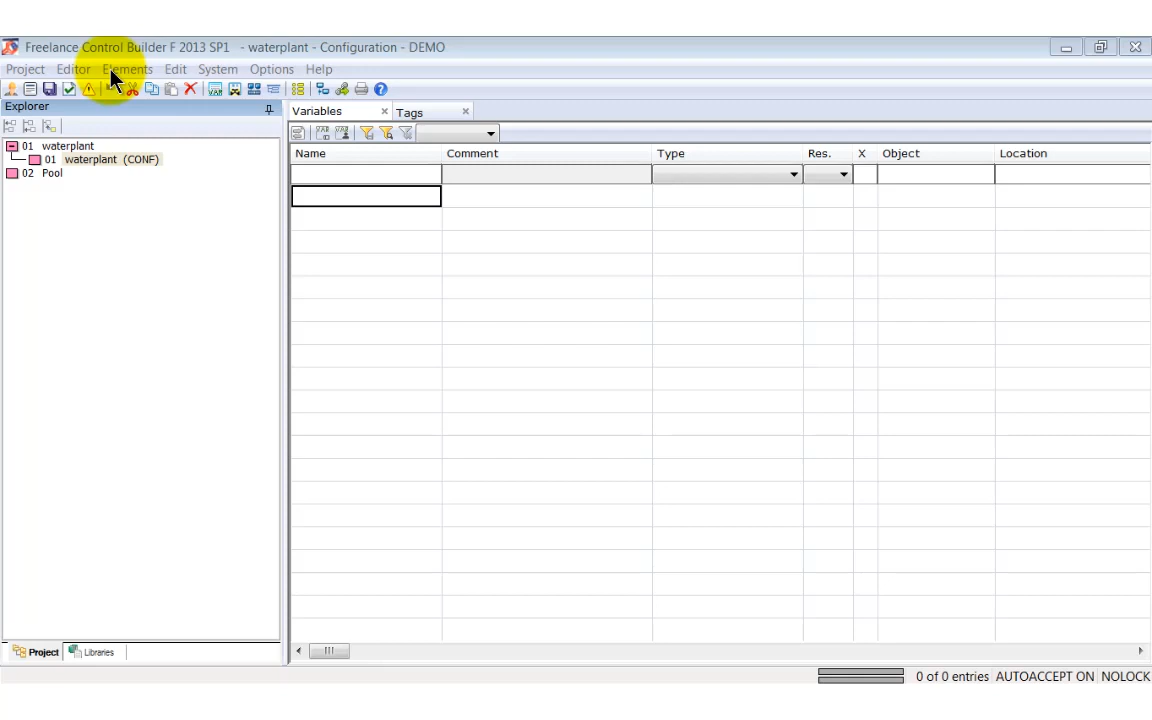 Freelance Control Builder F 2013 SP1 - waterplant - Configuration - DEMO
Project Editor Elements Edit System Options Help
Explorer
Variables × Tags ×
Name Comment Type Res. X Object Location
01 waterplant
01 waterplant (CONF)
02 Pool
Project Libraries
0 of 0 entries AUTOACCEPT ON NOLOCK